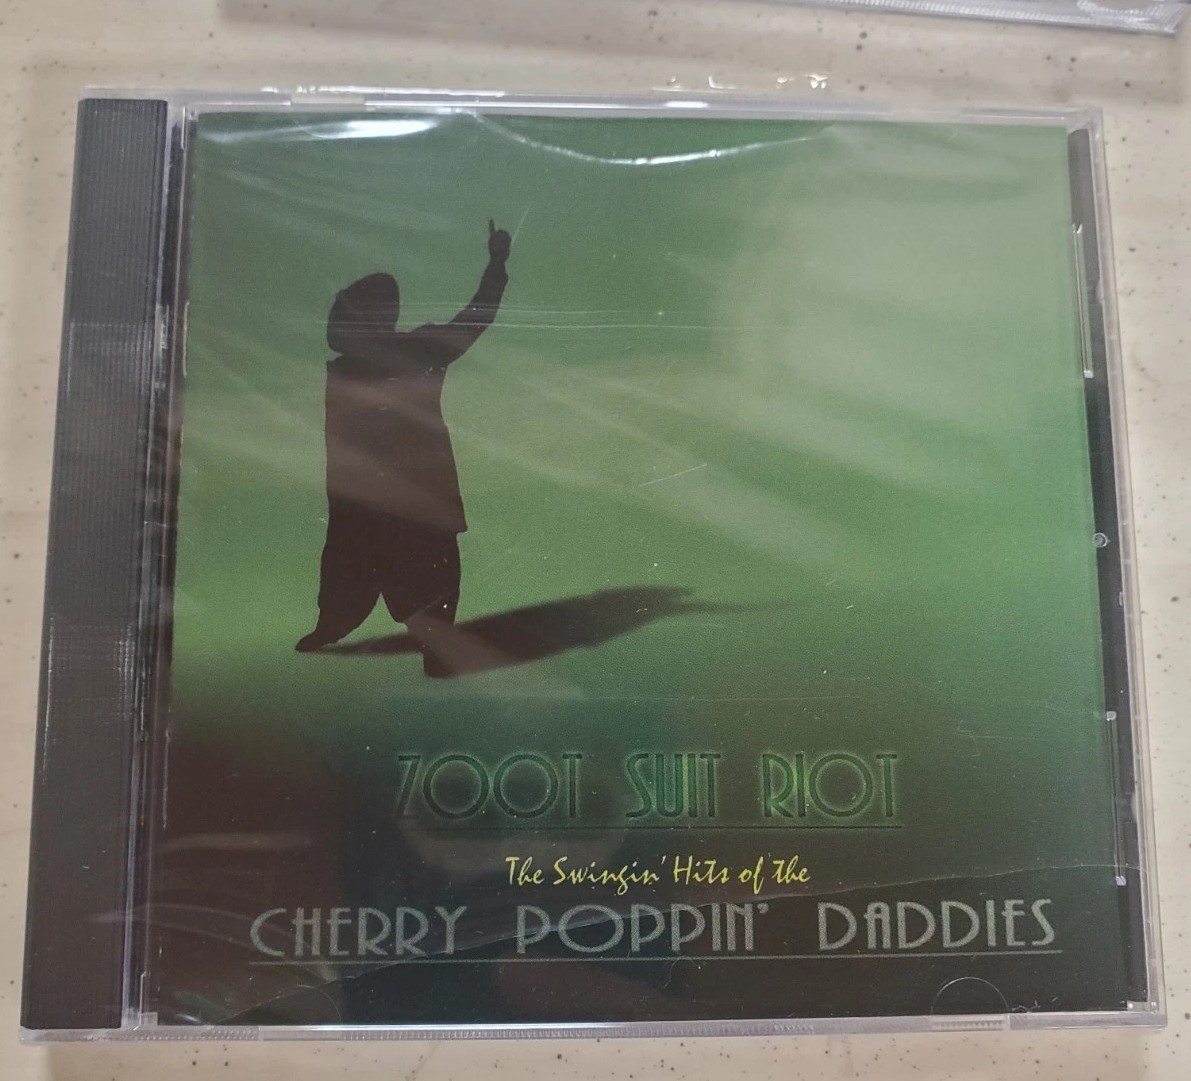 ZOOT SUIT RIOT
The Swingin' Hits of the
CHERRY POPPIN' DADDIES